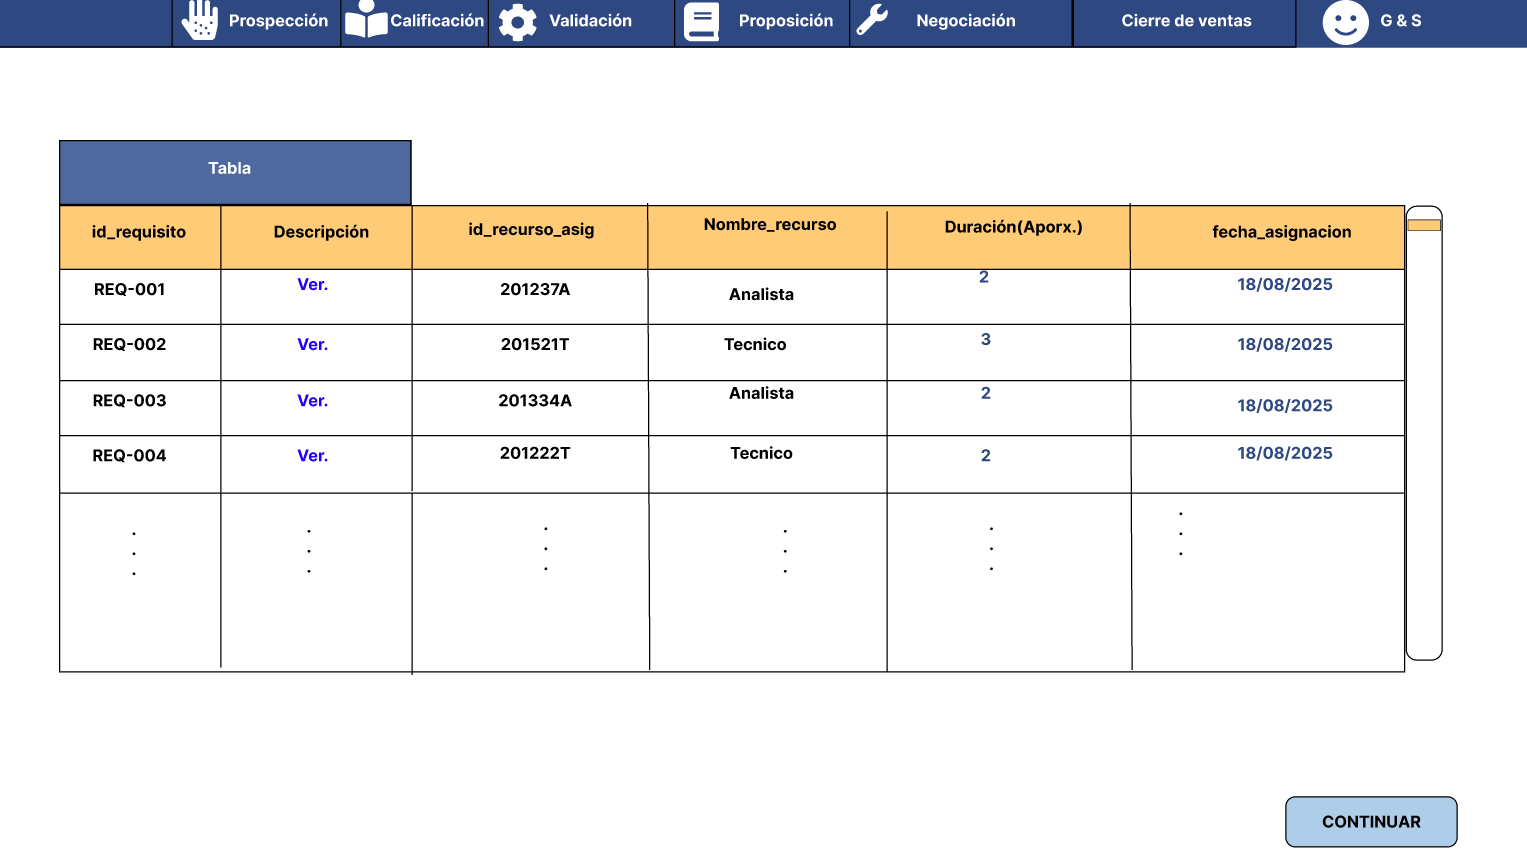 Prospección Calificación Validación Proposición Negociación Cierre de ventas G & S
Tabla
id_requisito Descripción id_recurso_asig Nombre_recurso Duración(Aporx.) fecha_asignacion
REQ-001 Ver. 201237A Analista 2 18/08/2025
REQ-002 Ver. 201521T Tecnico 3 18/08/2025
REQ-003 Ver. 201334A Analista 2 18/08/2025
REQ-004 Ver. 201222T Tecnico 2 18/08/2025
. . . . . .
. . . . . .
. . . . . .
CONTINUAR